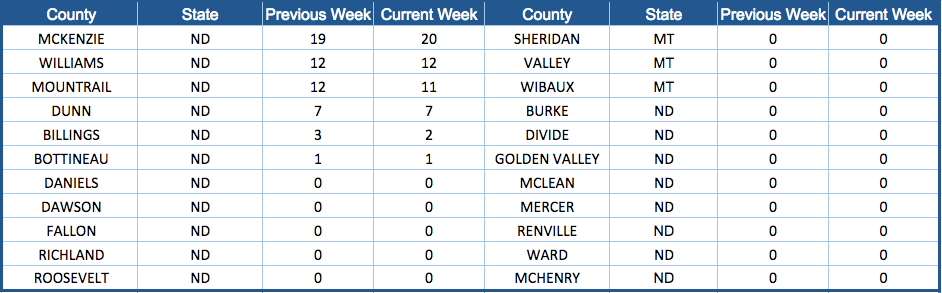 County State Previous Week Current Week County State Previous Week Current Week
MCKENZIE ND 19 20 SHERIDAN MT 0 0
WILLIAMS ND 12 12 VALLEY MT 0 0
MOUNTRAIL ND 12 11 WIBAUX MT 0 0
DUNN ND 7 7 BURKE ND 0 0
BILLINGS ND 3 2 DIVIDE ND 0 0
BOTTINEAU ND 1 1 GOLDEN VALLEY ND 0 0
DANIELS ND 0 0 MCLEAN ND 0 0
DAWSON ND 0 0 MERCER ND 0 0
FALLON ND 0 0 RENVILLE ND 0 0
RICHLAND ND 0 0 WARD ND 0 0
ROOSEVELT ND 0 0 MCHENRY ND 0 0